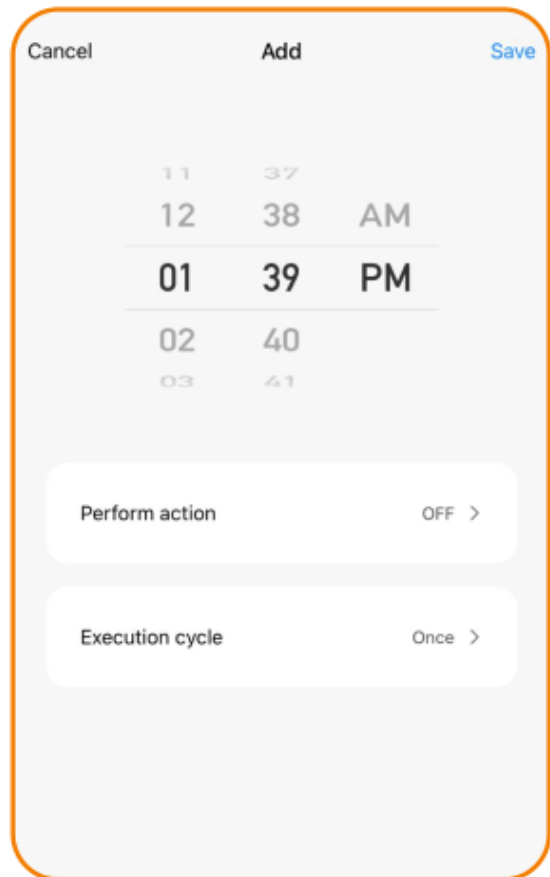 Cancel Add Save
11 37
12 38 AM
01 39 PM
02 40
03 41
Perform action OFF >
Execution cycle Once >